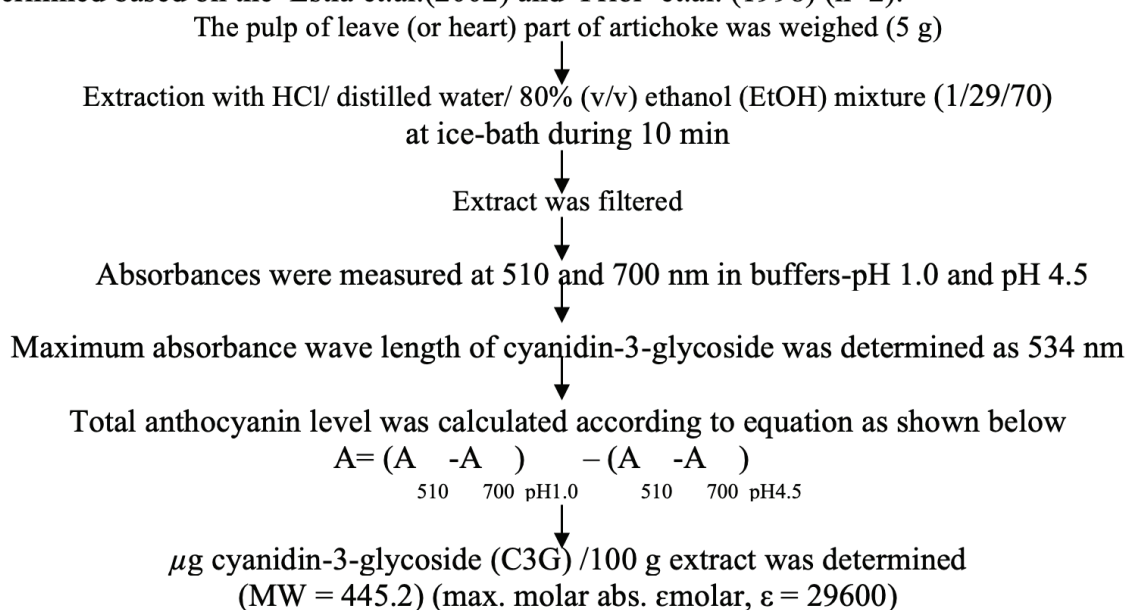 The pulp of leave (or heart) part of artichoke was weighed (5 g)
Extraction with HCl/ distilled water/ 80% (v/v) ethanol (EtOH) mixture (1/29/70)
at ice-bath during 10 min
Extract was filtered
Absorbances were measured at 510 and 700 nm in buffers-pH 1.0 and pH 4.5
Maximum absorbance wave length of cyanidin-3-glycoside was determined as 534 nm
Total anthocyanin level was calculated according to equation as shown below
A= (A -A ) – (A -A )
510 700 pH1.0 510 700 pH4.5
µg cyanidin-3-glycoside (C3G) /100 g extract was determined
(MW = 445.2) (max. molar abs. εmolar, ε = 29600)